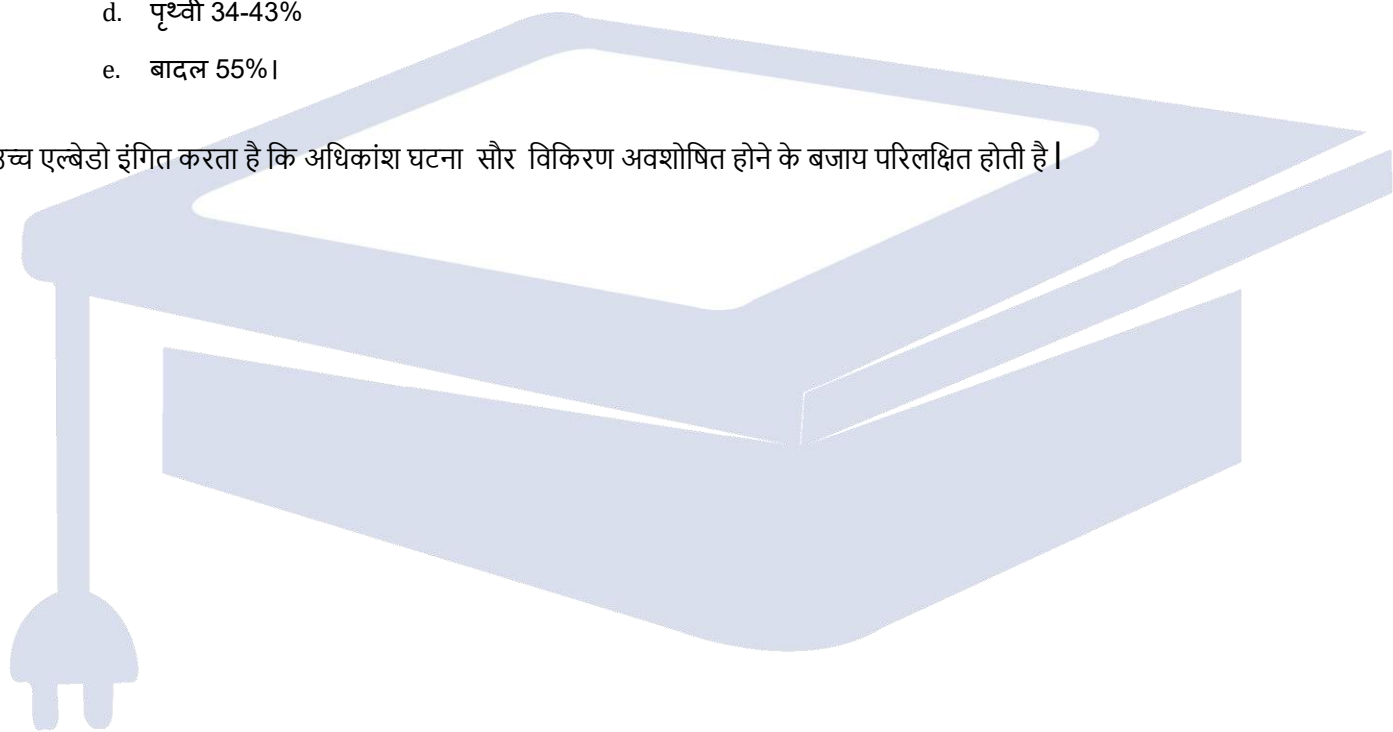 d. पृथ्वी 34-43%
e. बादल 55%।
उच्च एल्बेडो इंगित करता है कि अधिकांश घटना सौर विकिरण अवशोषित होने के बजाय परिलक्षित होती है |